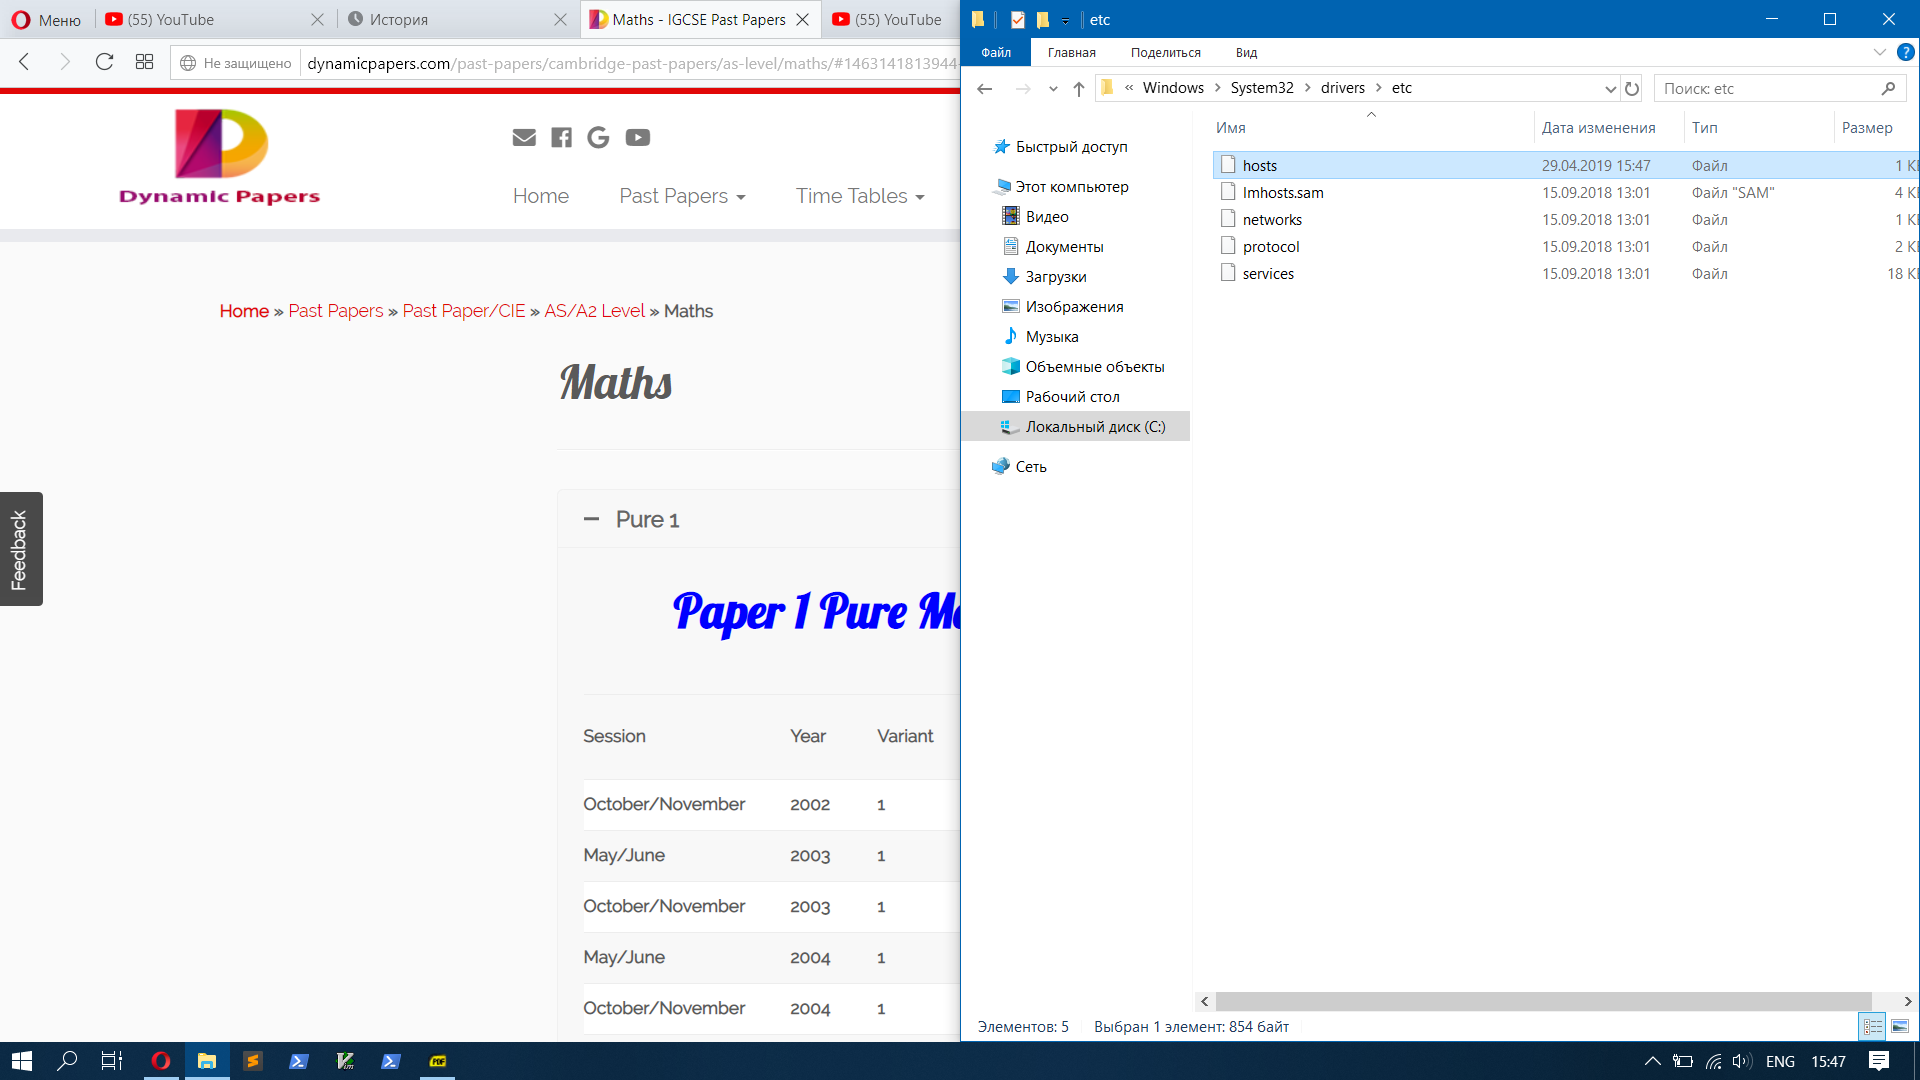 Меню
(55) YouTube
История
Maths - IGCSE Past Papers
(55) YouTube
Не защищено
dynamicpapers.com/past-papers/cambridge-past-papers/as-level/maths/#1463141813944
Dynamic Papers
Home
Past Papers
Time Tables
Home » Past Papers » Past Paper/CIE » AS/A2 Level » Maths
Maths
Feedback
Pure 1
Paper 1 Pure
Session Year Variant
October/November 2002 1
May/June 2003 1
October/November 2003 1
May/June 2004 1
October/November 2004 1
etc
Файл
Главная
Поделиться
Вид
« Windows > System32 > drivers > etc
Поиск: etc
Быстрый доступ
Этот компьютер
Видео
Документы
Загрузки
Изображения
Музыка
Объемные объекты
Рабочий стол
Локальный диск (C:)
Сеть
Имя Дата изменения Тип Размер
hosts 29.04.2019 15:47 Файл 1
lmhosts.sam 15.09.2018 13:01 Файл "SAM" 4
networks 15.09.2018 13:01 Файл 1
protocol 15.09.2018 13:01 Файл 2
services 15.09.2018 13:01 Файл 18
Элементов: 5
Выбран 1 элемент: 854 байт
PDF
ENG
15:47